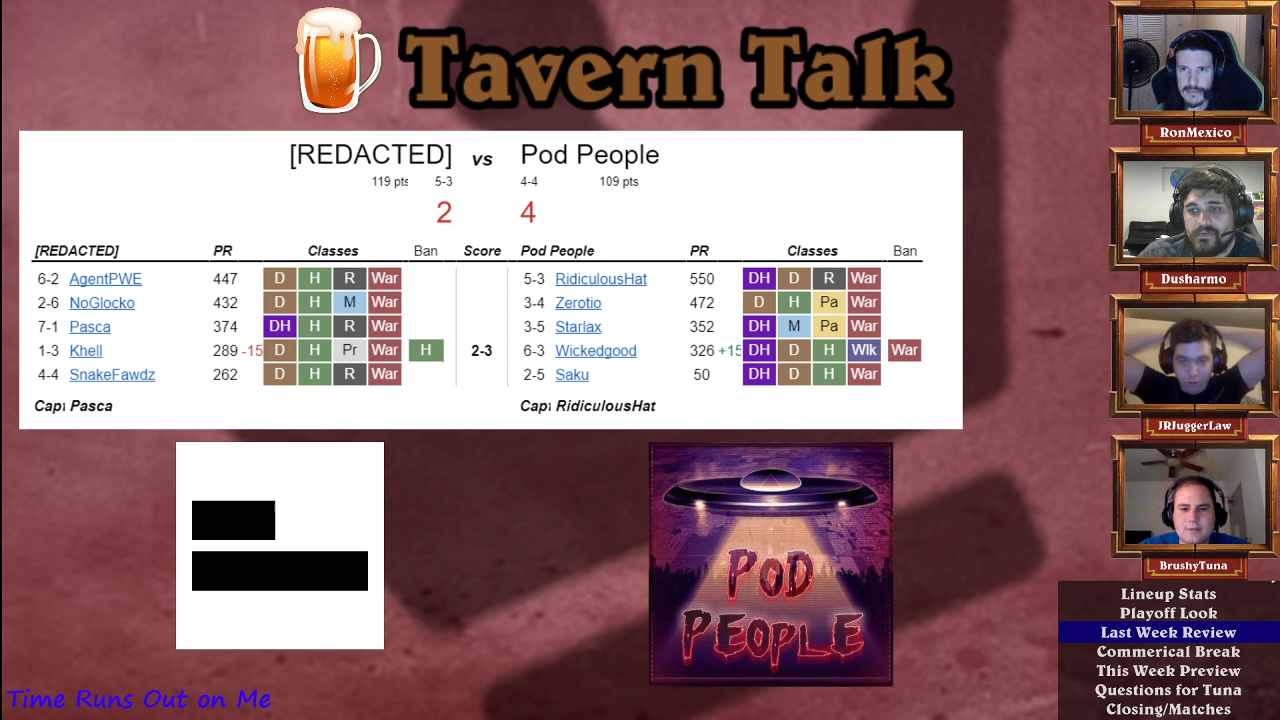 Tavern Talk
[REDACTED] vs Pod People
119 pts 5-3 4-4 109 pts
2 4
[REDACTED] PR Classes Ban Score Pod People PR Classes Ban
6-2 AgentPWE 447 D H R War 5-3 RidiculousHat 550 DH D R War
2-6 NoGlocko 432 D H M War 3-4 Zerotio 472 D H Pa War
7-1 Pasca 374 DH H R War 3-5 Starlax 352 DH M Pa War
1-3 Khell 289 -15 D H Pr War H 2-3 6-3 Wickedgood 326 +15 DH D H Wlk War
4-4 SnakeFawdz 262 D H R War 2-5 Saku 50 DH D H War
Capt Pasca Capt RidiculousHat
POD
PEOPLE
Time Runs Out on Me
RonMexico
Dusharmo
JRJuggerLaw
BrushyTuna
Lineup Stats
Playoff Look
Last Week Review
Commerical Break
This Week Preview
Questions for Tuna
Closing/Matches